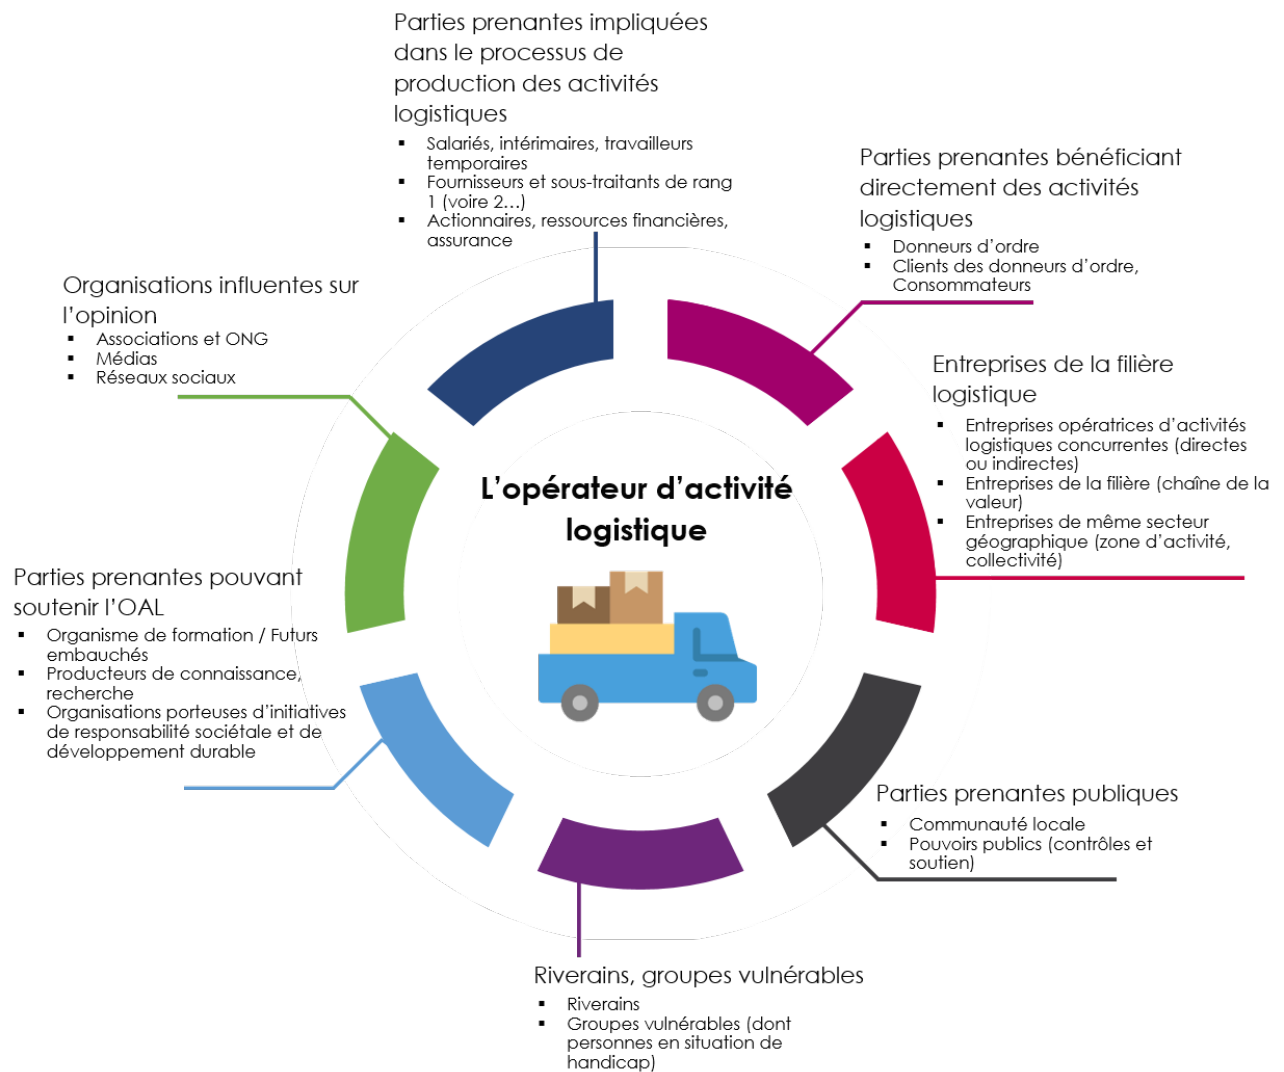 Parties prenantes impliquées
dans le processus de
production des activités
logistiques
▪ Salariés, intérimaires, travailleurs
temporaires
▪ Fournisseurs et sous-traitants de rang
1 (voire 2…)
▪ Actionnaires, ressources financières,
assurance
Parties prenantes bénéficiant
directement des activités
logistiques
▪ Donneurs d’ordre
▪ Clients des donneurs d’ordre,
Consommateurs
Organisations influentes sur
l’opinion
▪ Associations et ONG
▪ Médias
▪ Réseaux sociaux
Entreprises de la filière
logistique
▪ Entreprises opératrices d’activités
logistiques concurrentes (directes
ou indirectes)
▪ Entreprises de la filière (chaîne de la
valeur)
▪ Entreprises de même secteur
géographique (zone d’activité,
collectivité)
L’opérateur d’activité
logistique
Parties prenantes pouvant
soutenir l’OAL
▪ Organisme de formation / Futurs
embauchés
▪ Producteurs de connaissance,
recherche
▪ Organisations porteuses d’initiatives
de responsabilité sociétale et de
développement durable
Parties prenantes publiques
▪ Communauté locale
▪ Pouvoirs publics (contrôles et
soutien)
Riverains, groupes vulnérables
▪ Riverains
▪ Groupes vulnérables (dont
personnes en situation de
handicap)